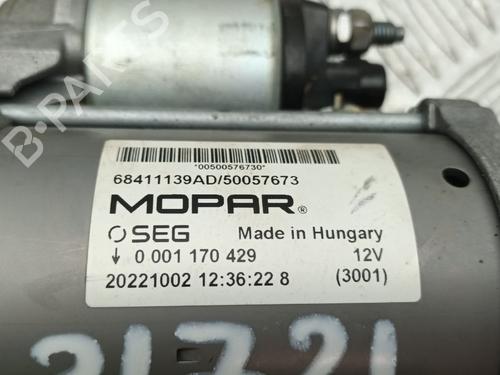 B-PARTS
*00500576730*
68411139AD/50057673
MOPAR®
SEG Made in Hungary
0 001 170 429 12V
20221002 12:36:22 8 (3001)